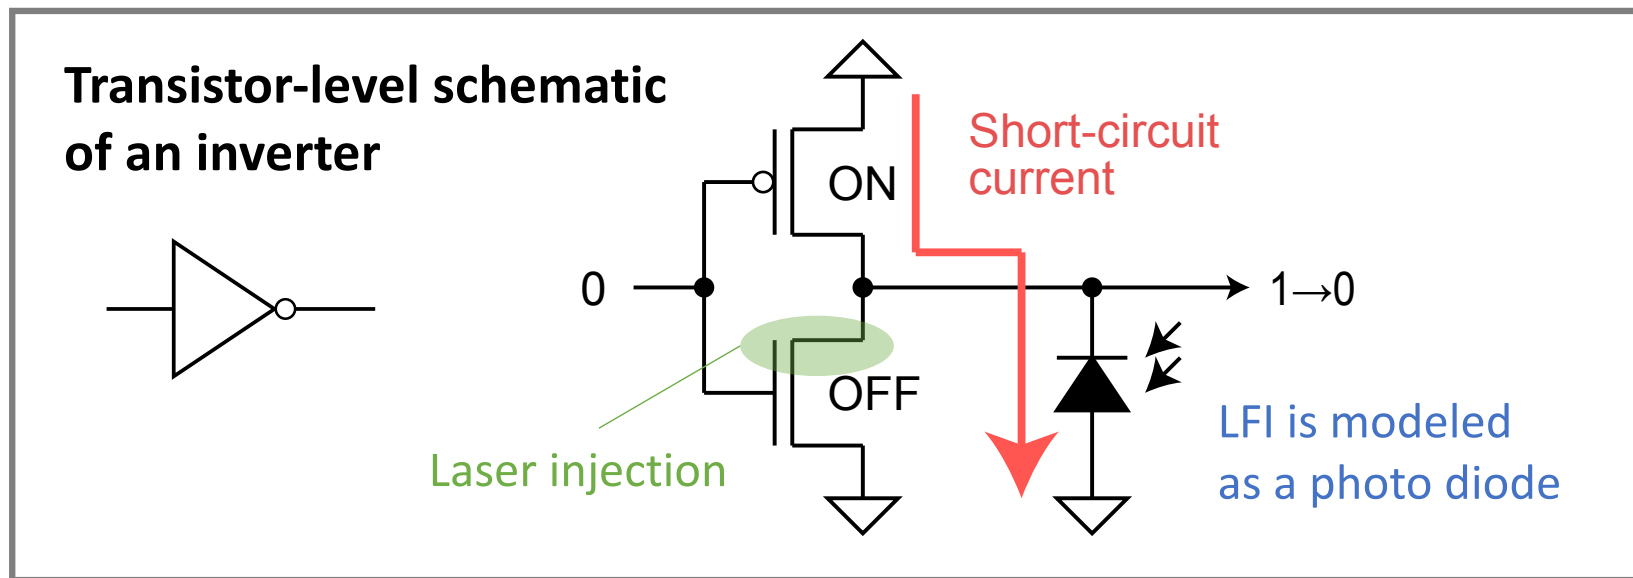 Transistor-level schematic
of an inverter
Short-circuit
current
ON
0
1→0
OFF
Laser injection
LFI is modeled
as a photo diode